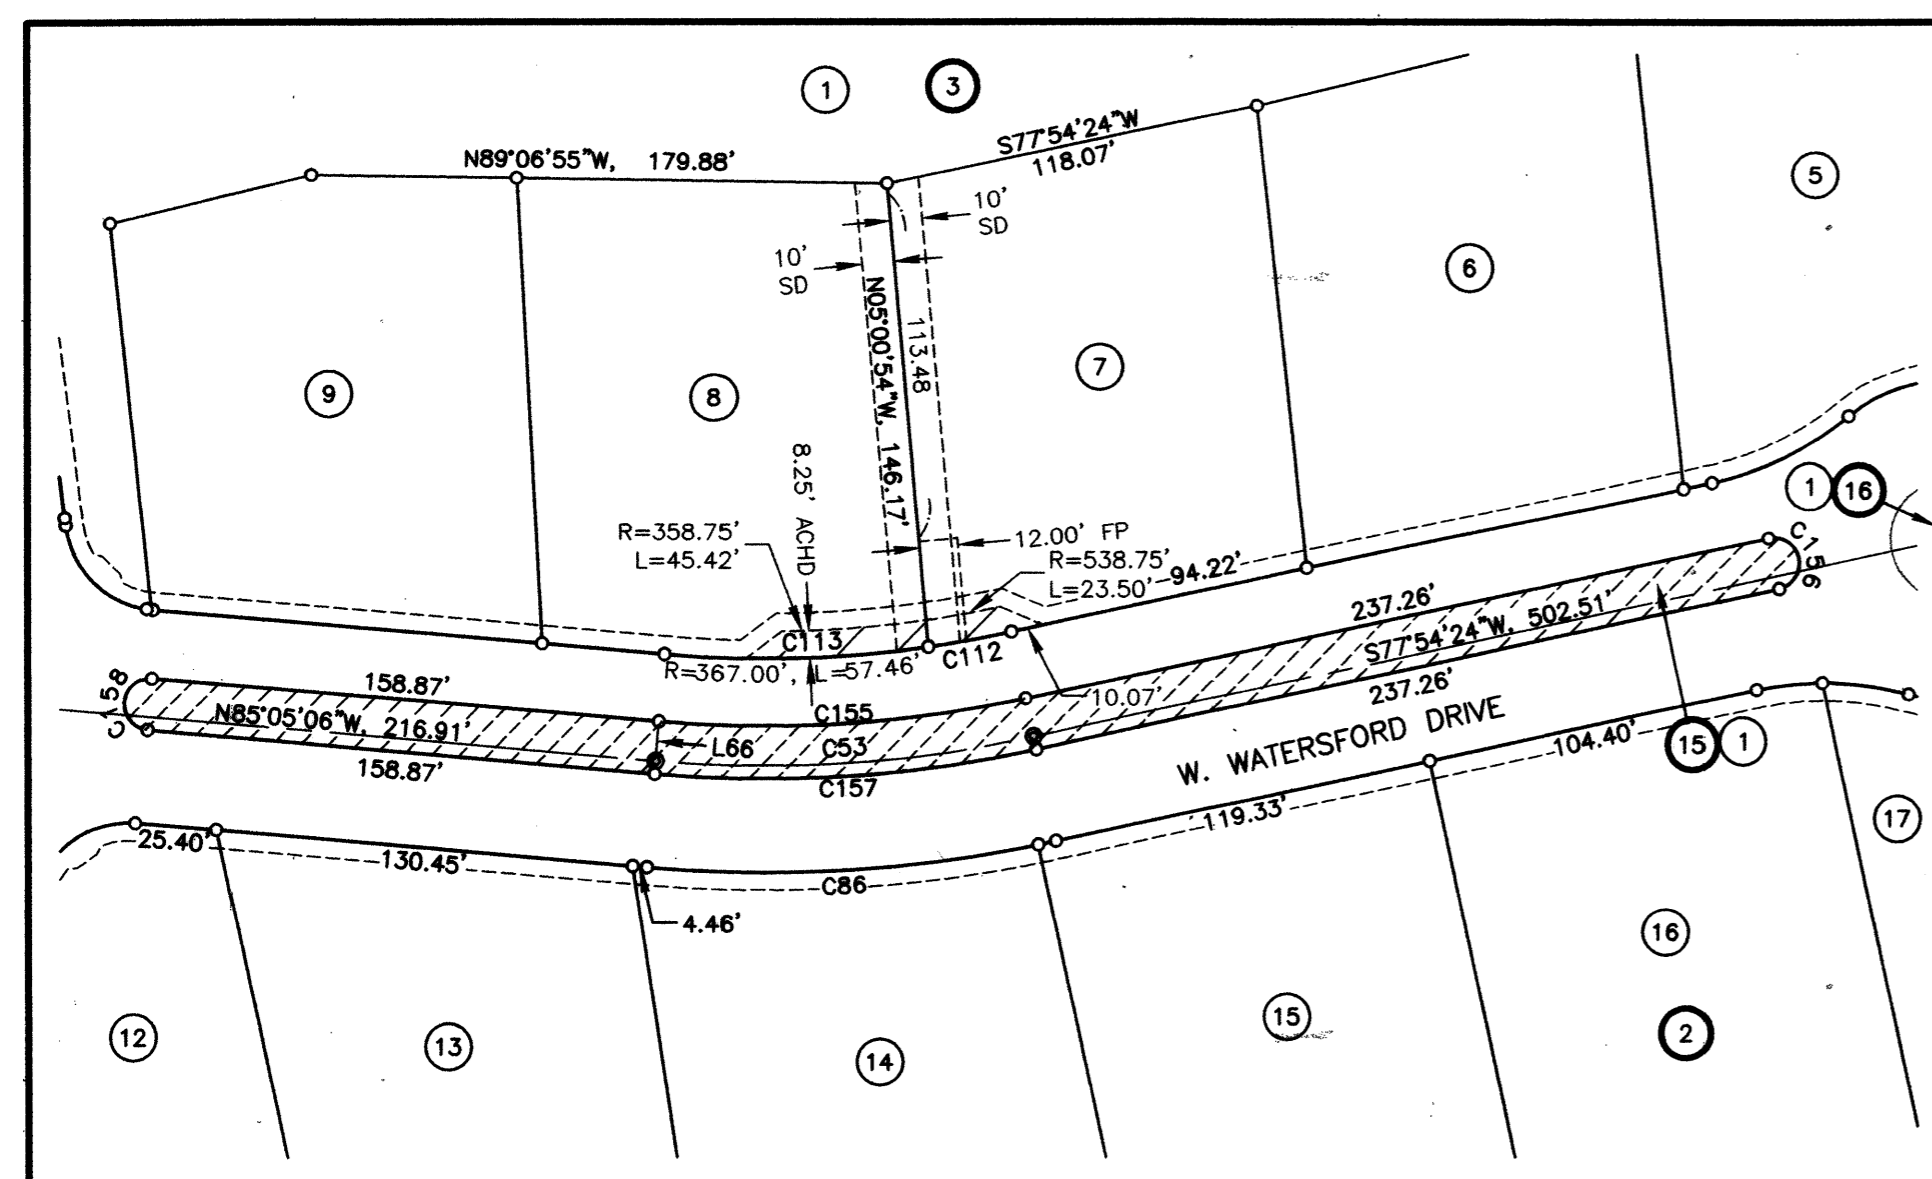 1
3
S77°54'24"W
118.07'
N89°06'55"W, 179.88'
5
10'
SD
10'
SD
6
N05°00'54"W, 146.17'
113.48
7
9
8
8.25' ACHD
1
16
R=358.75'
L=45.42'
12.00' FP
R=538.75'
L=23.50'
94.22'
C156
237.26'
C113
C112
S77°54'24"W, 502.51'
R=367.00', L=57.46'
158.87'
237.26'
10.07'
C158
N85°05'06"W, 216.91'
C155
L66
C53
W. WATERSFORD DRIVE
104.40'
15
1
158.87'
C157
119.33'
17
25.40'
130.45'
C86
4.46'
16
15
2
12
13
14